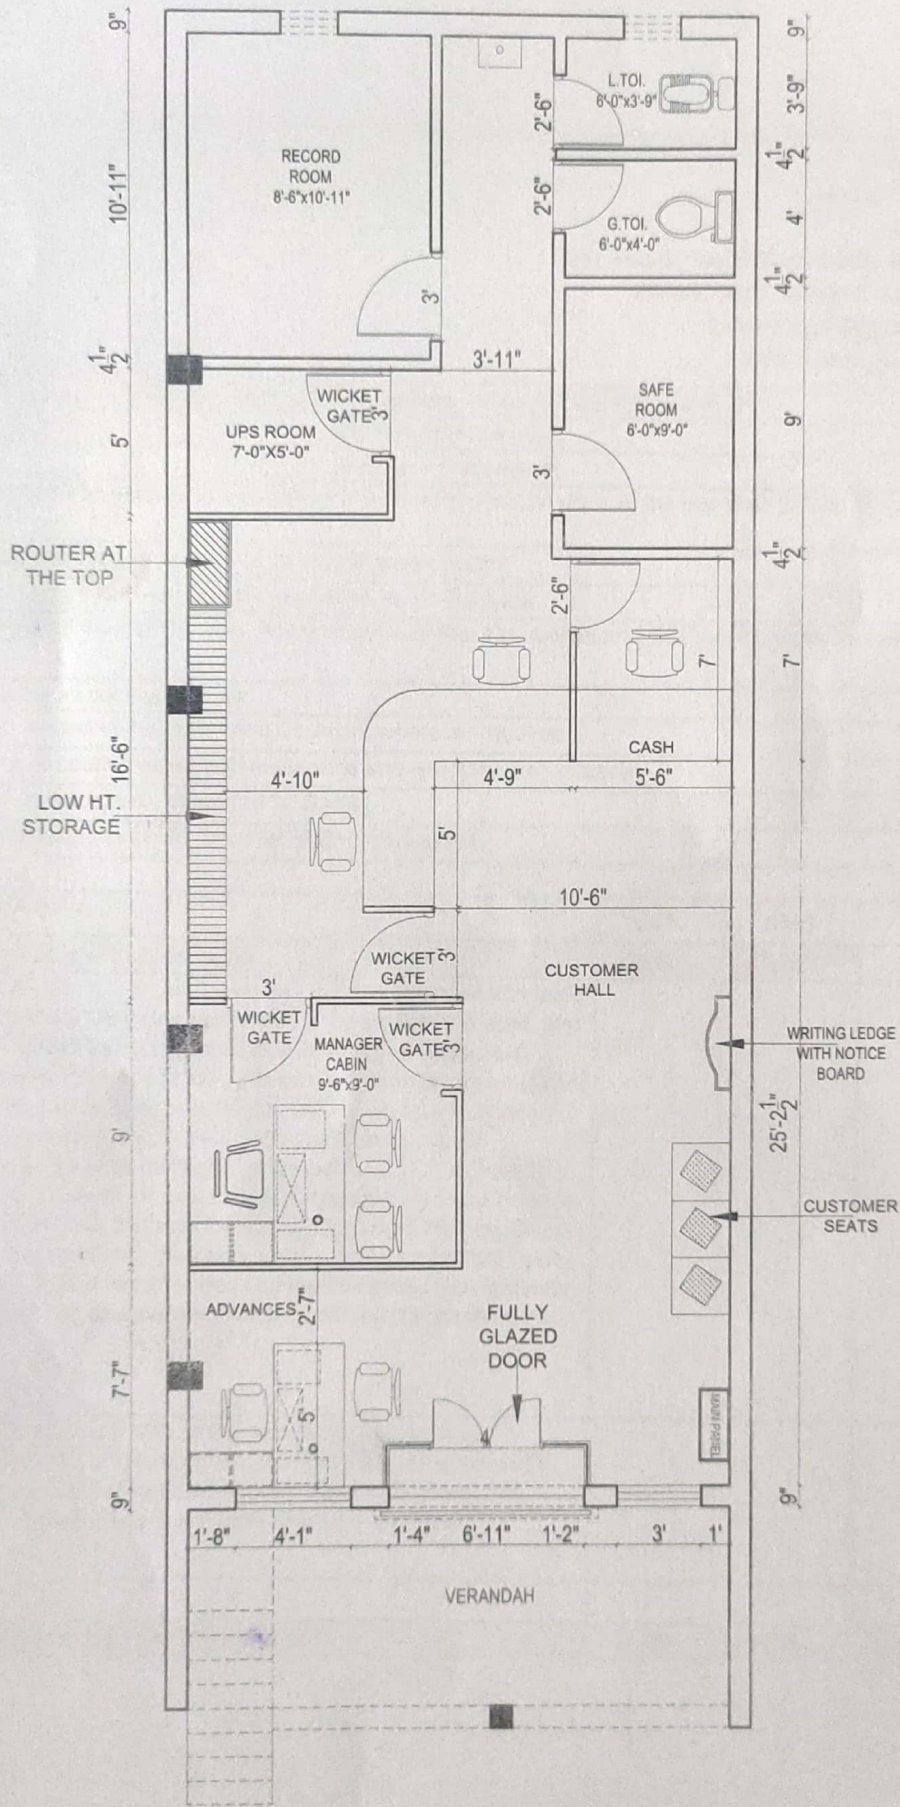 9"
9"
L.TOI.
6'-0"x3'-9"
3'-9"
2'-6"
RECORD
ROOM
8'-6"x10'-11"
10'-11"
4½"
2'-6"
G.TOI.
6'-0"x4'-0"
4'
4½"
3'
3'-11"
4½"
WICKET
GATE
3'
UPS ROOM
7'-0"X5'-0"
5'
SAFE
ROOM
6'-0"x9'-0"
9'
3'
ROUTER AT
THE TOP
4½"
2'-6"
7'
7'
CASH
16'-6"
4'-10"
4'-9"
5'-6"
LOW HT.
STORAGE
5'
10'-6"
WICKET
GATE
3'
CUSTOMER
HALL
3'
WICKET
GATE
WICKET
GATE
3'
MANAGER
CABIN
9'-6"x9'-0"
WRITING LEDGE
WITH NOTICE
BOARD
25'-2½"
9'
CUSTOMER
SEATS
ADVANCES
2'-7"
FULLY
GLAZED
DOOR
7'-7"
5'
4'
MAIN PANEL
9"
9"
1'-8"
4'-1"
1'-4"
6'-11"
1'-2"
3'
1'
VERANDAH